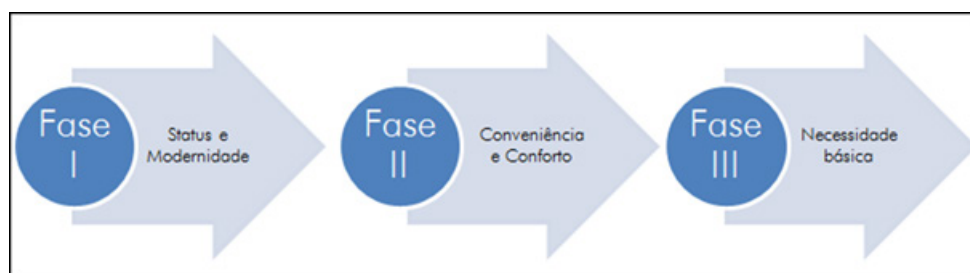 Fase
I
Status e
Modernidade
Fase
II
Conveniência
e Conforto
Fase
III
Necessidade
básica